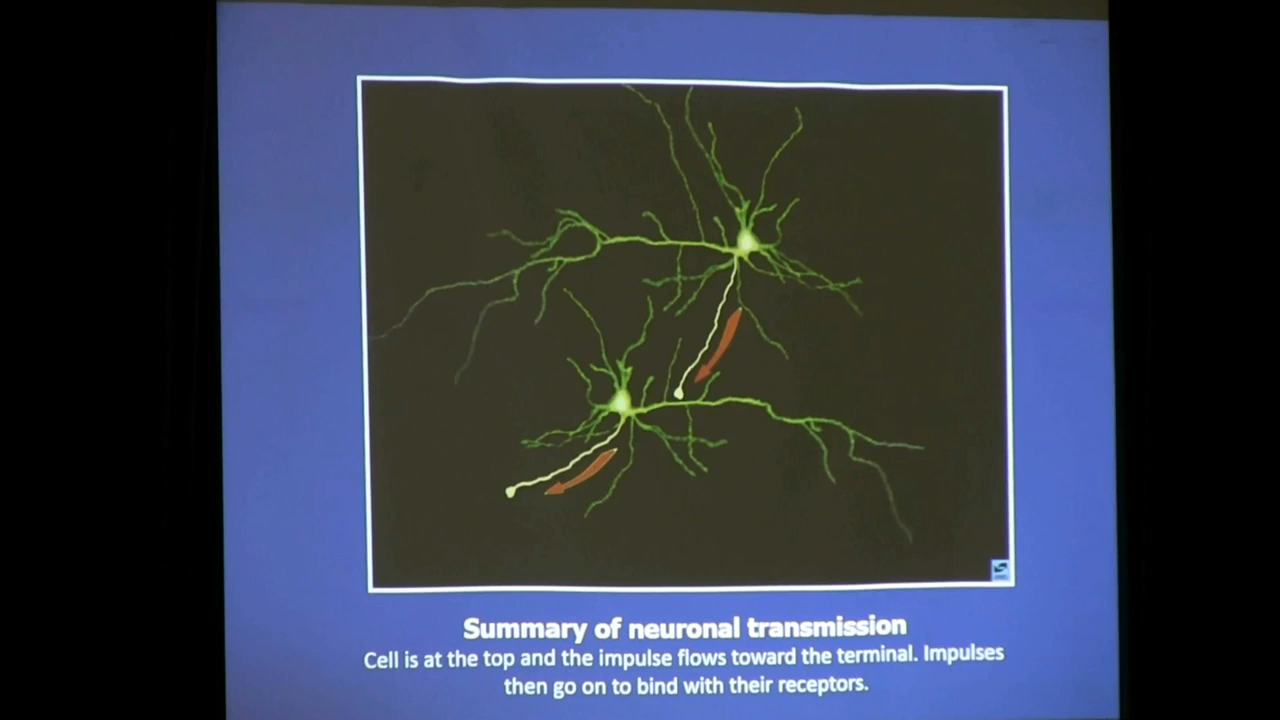 Summary of neuronal transmission
Cell is at the top and the impulse flows toward the terminal. Impulses
then go on to bind with their receptors.